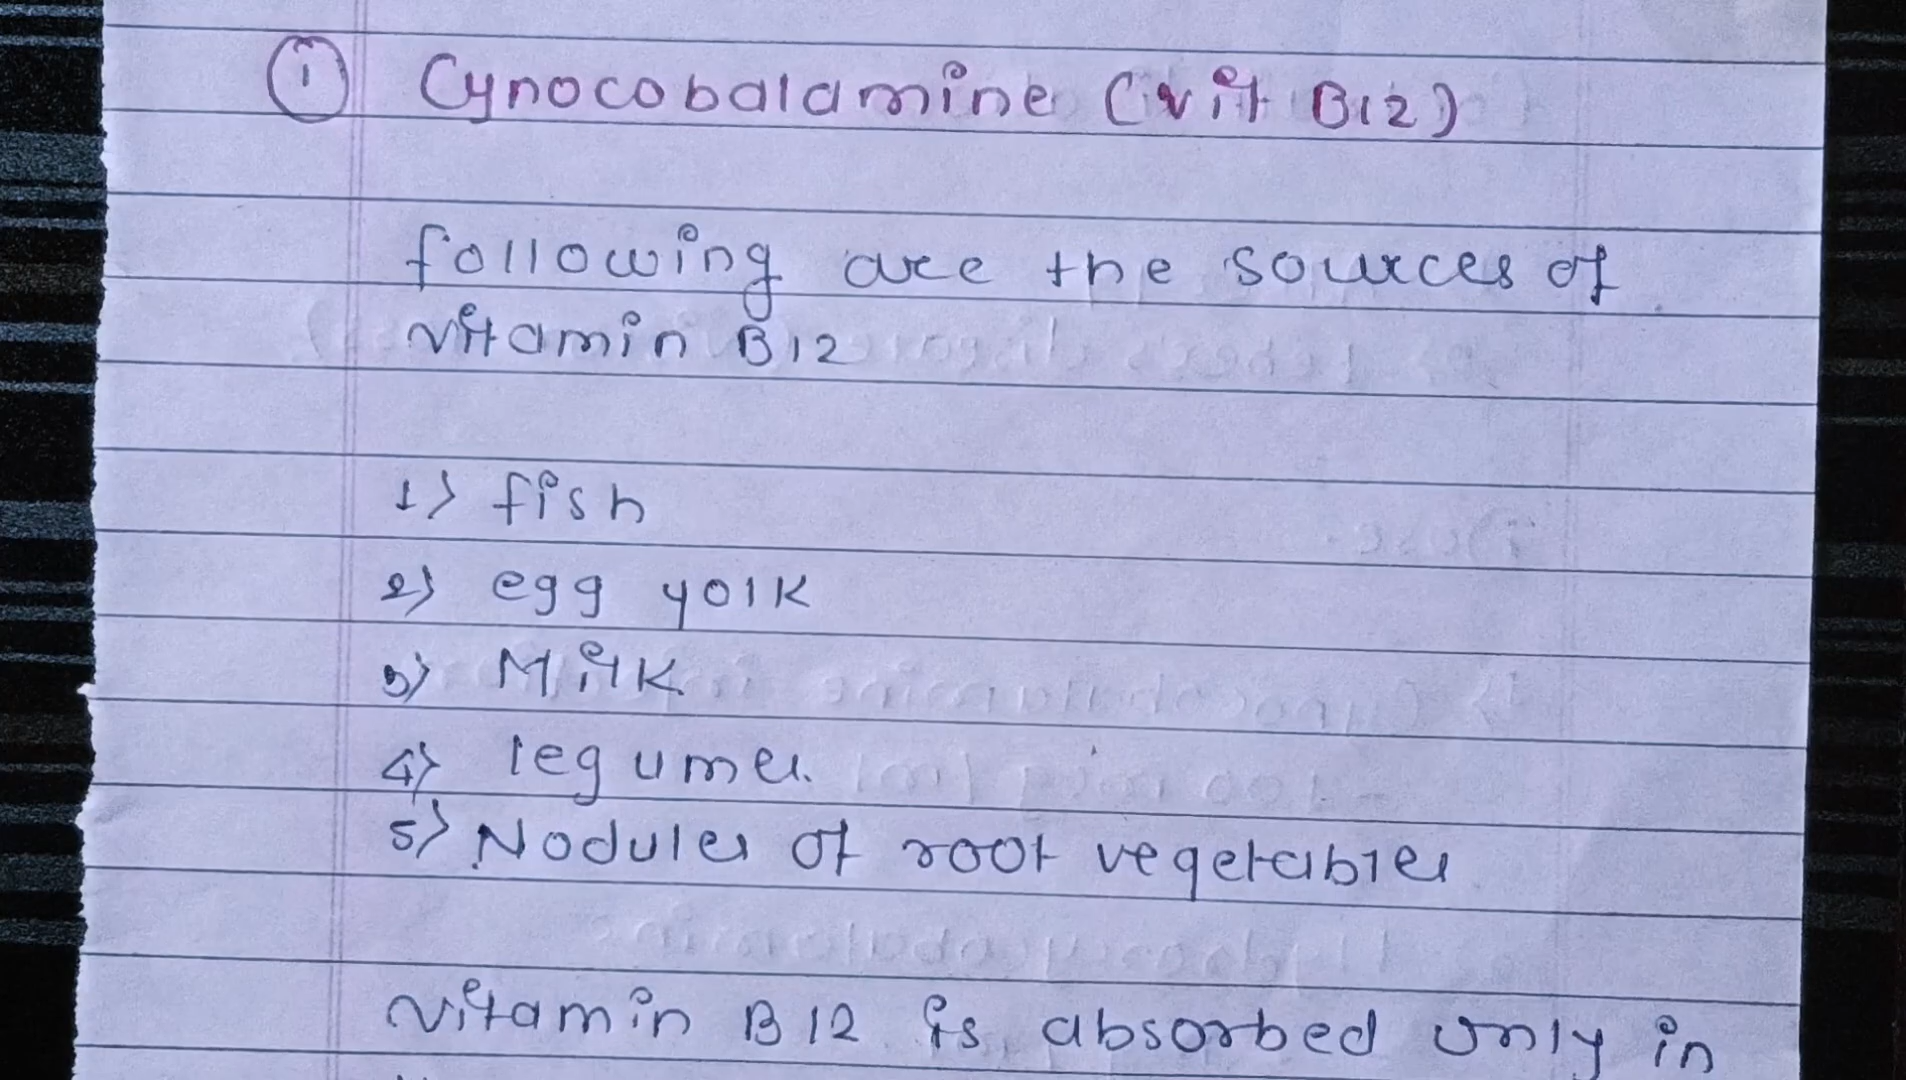 i Cynocobalamine (vit B12)
following are the sources of
vitamin B12
1) fish
2) egg yolk
3) Milk
4) legumes.
5) Nodules of root vegetables
vitamin B12 is absorbed only in